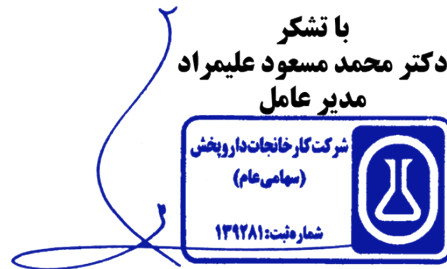 با تشکر
دکتر محمد مسعود علیمراد
مدیر عامل
شرکت کارخانجات داروپخش
(سهامی عام)
شماره ثبت: ۱۳۹۲۸۱